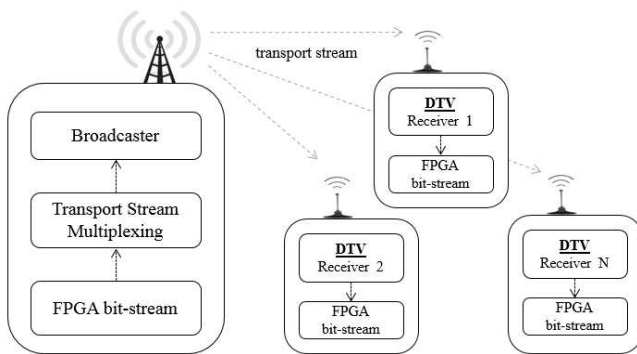 transport stream
Broadcaster
Transport Stream
Multiplexing
FPGA bit-stream
DTV
Receiver 1
FPGA
bit-stream
DTV
Receiver 2
FPGA
bit-stream
DTV
Receiver N
FPGA
bit-stream